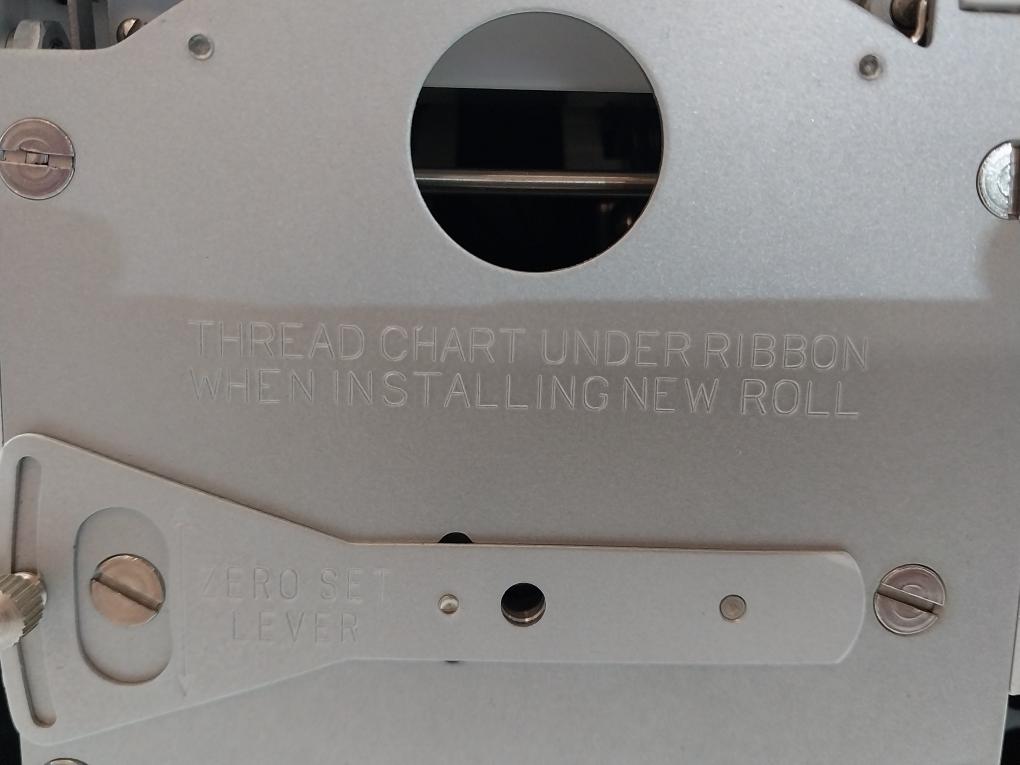 THREAD CHART UNDER RIBBON
WHEN INSTALLING NEW ROLL
ZERO SET
LEVER